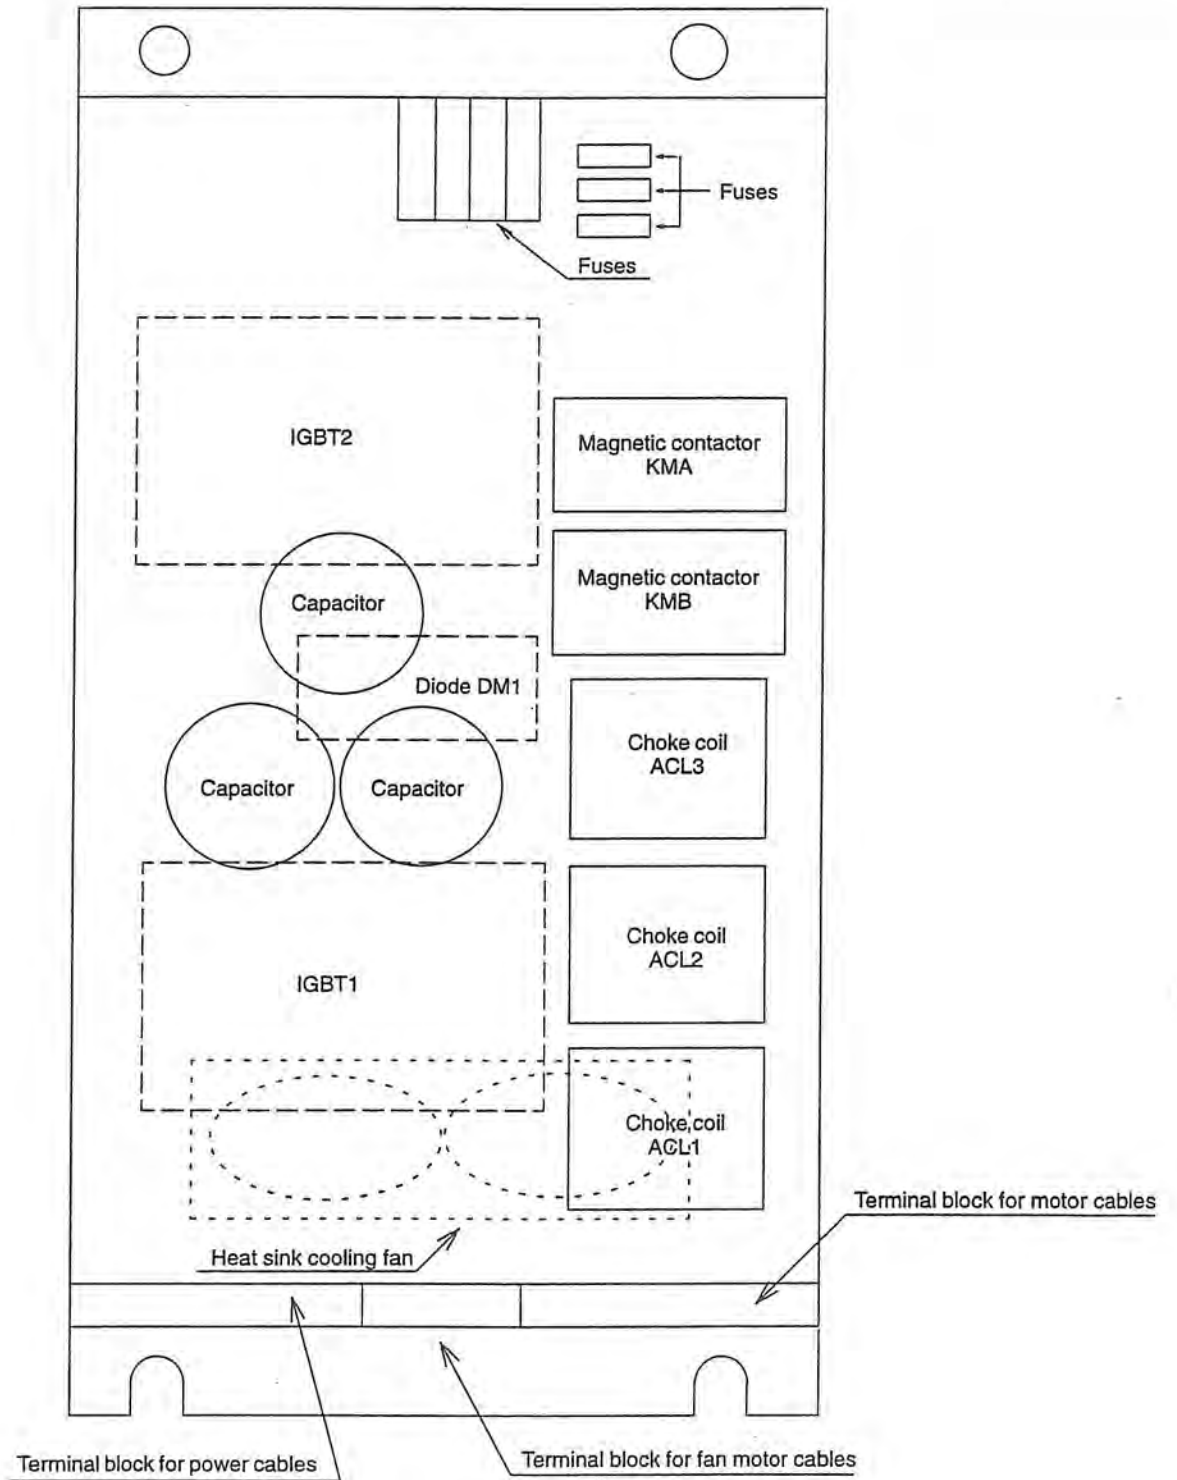 Fuses
Fuses
IGBT2
Magnetic contactor
KMA
Magnetic contactor
KMB
Capacitor
Diode DM1
Choke coil
ACL3
Capacitor
Capacitor
Choke coil
ACL2
IGBT1
Choke coil
ACL1
Terminal block for motor cables
Heat sink cooling fan
Terminal block for power cables
Terminal block for fan motor cables